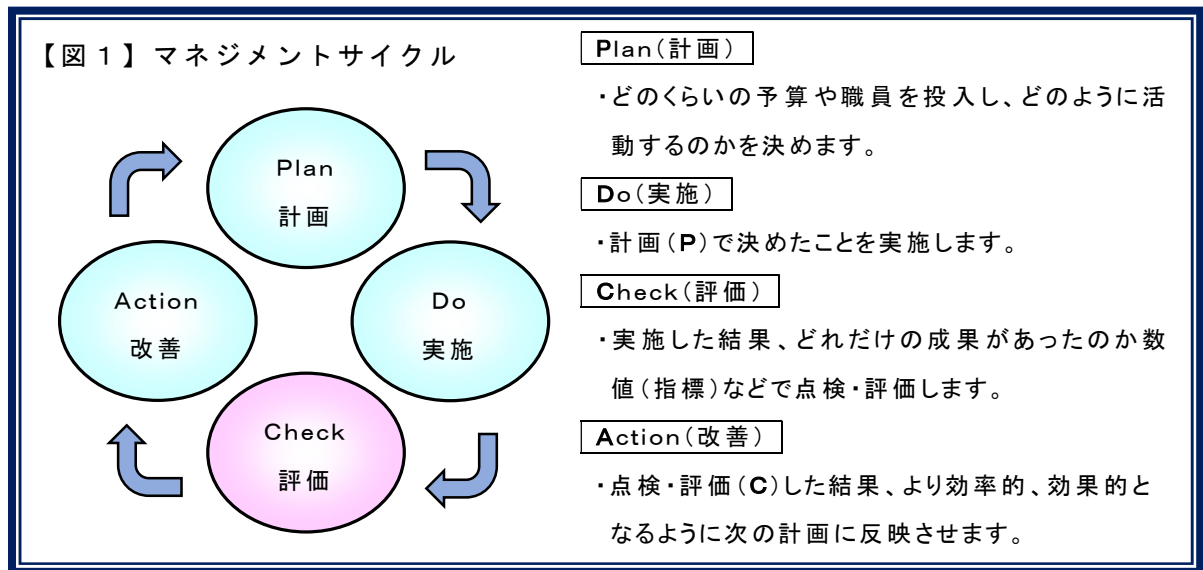 【図1】マネジメントサイクル
Plan
計画
Do
実施
Check
評価
Action
改善
Plan(計画)
・どのくらいの予算や職員を投入し、どのように活
動するのかを決めます。
Do(実施)
・計画(P)で決めたことを実施します。
Check(評価)
・実施した結果、どれだけの成果があったのか数
値(指標)などで点検・評価します。
Action(改善)
・点検・評価(C)した結果、より効率的、効果的と
なるように次の計画に反映させます。